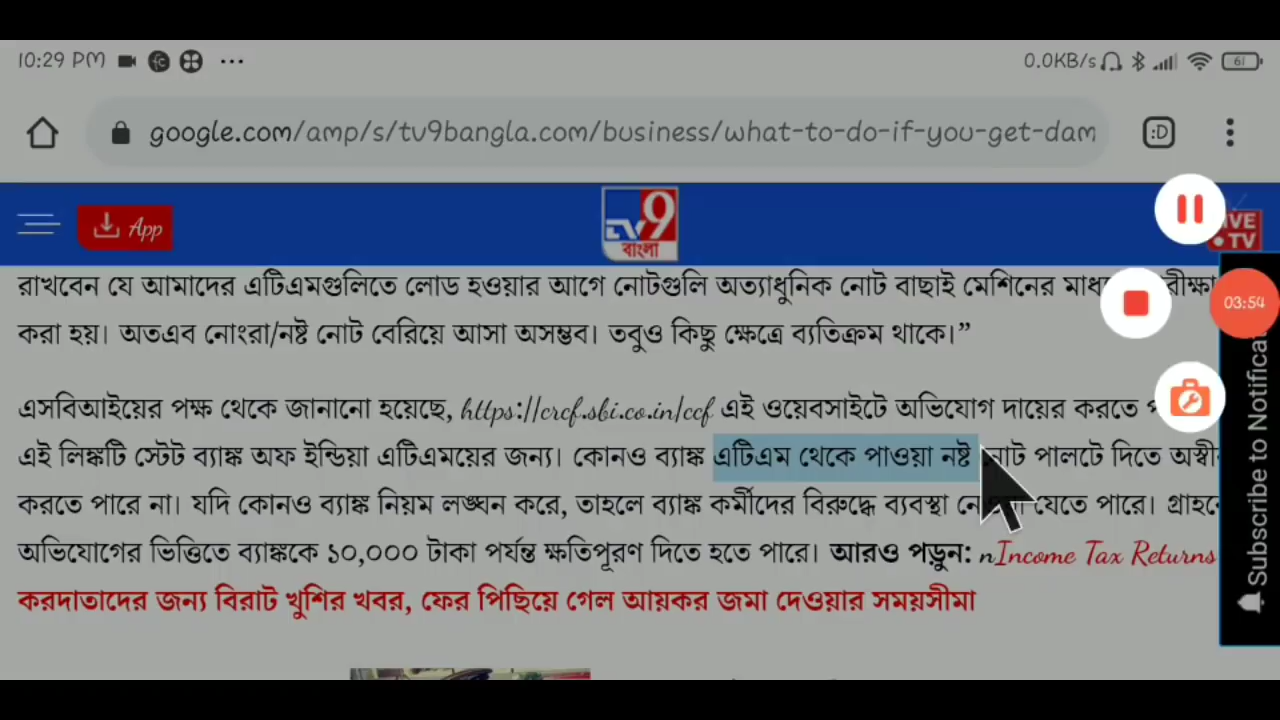 10:29 PM ... 0.0KB/s 61
google.com/amp/s/tv9bangla.com/business/what-to-do-if-you-get-dam :D
App TV9 বাংলা TV
রাখবেন যে আমাদের এটিএমগুলিতে লোড হওয়ার আগে নোটগুলি অত্যাধুনিক নোট বাছাই মেশিনের
03:54
করা হয়। অতএব নোংরা/নষ্ট নোট বেরিয়ে আসা অসম্ভব। তবুও কিছু ক্ষেত্রে ব্যতিক্রম থাকে।”
এসবিআইয়ের পক্ষ থেকে জানানো হয়েছে, https://crcf.sbi.co.in/ccf এই ওয়েবসাইটে অভিযোগ দায়ের করতে
এই লিঙ্কটি স্টেট ব্যাঙ্ক অফ ইন্ডিয়া এটিএময়ের জন্য। কোনও ব্যাঙ্ক এটিএম থেকে পাওয়া নষ্ট নোট পালটে দিতে
করতে পারে না। যদি কোনও ব্যাঙ্ক নিয়ম লঙ্ঘন করে, তাহলে ব্যাঙ্ক কর্মীদের বিরুদ্ধে ব্যবস্থা যেতে পারে।
অভিযোগের ভিত্তিতে ব্যাঙ্ককে ১০,০০০ টাকা পর্যন্ত ক্ষতিপূরণ দিতে হতে পারে। আরও পড়ুন: nIncome Tax Returns
করদাতাদের জন্য বিরাট খুশির খবর, ফের পিছিয়ে গেল আয়কর জমা দেওয়ার সময়সীমা
Subscribe to Notificat